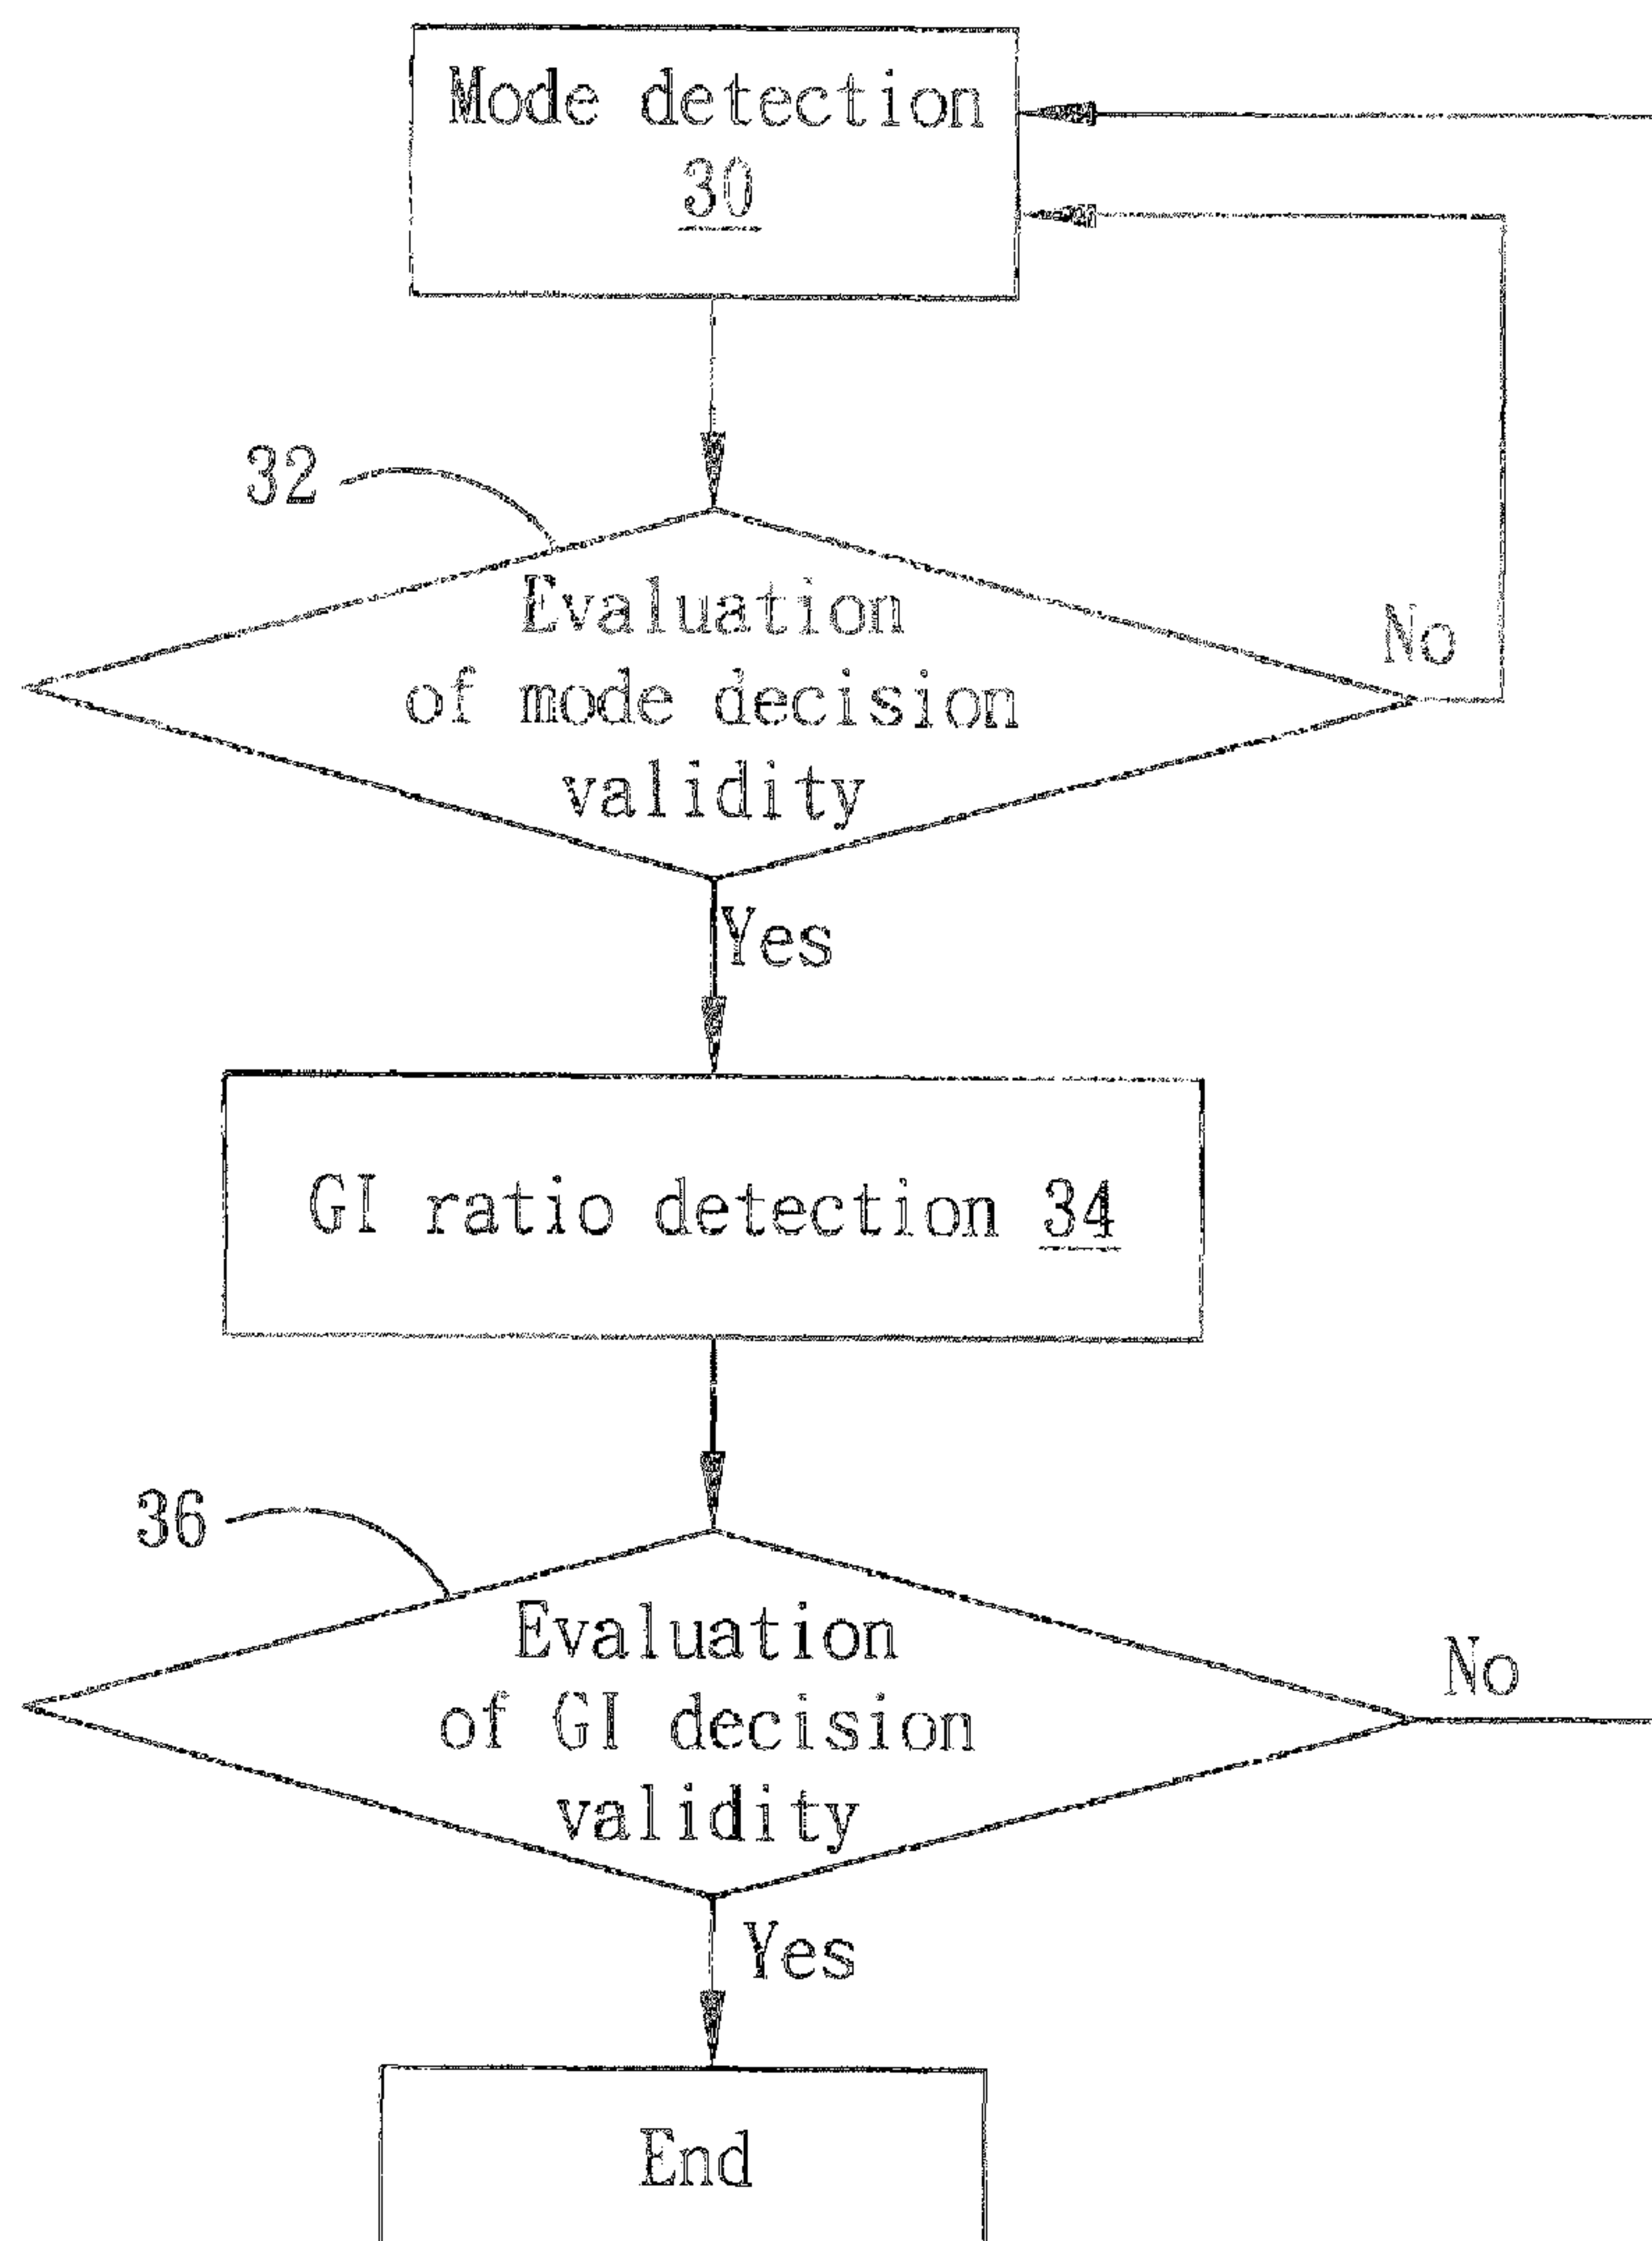 Mode detection
30
32
Evaluation
of mode decision
validity
No
Yes
GI ratio detection 34
36
Evaluation
of GI decision
validity
No
Yes
End